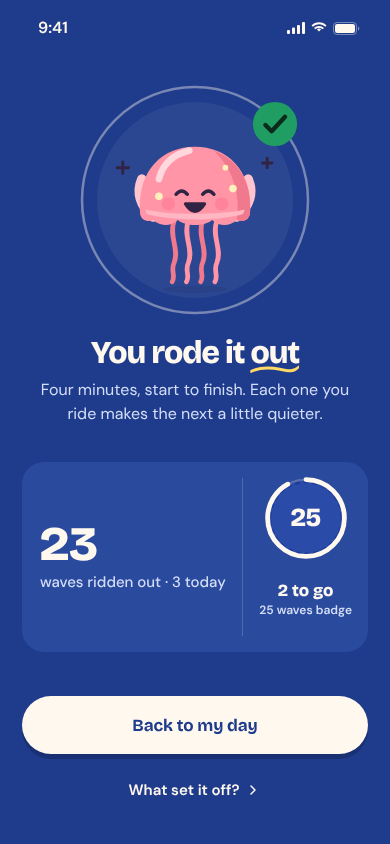 9:41
You rode it out
Four minutes, start to finish. Each one you
ride makes the next a little quieter.
23
waves ridden out · 3 today
25
2 to go
25 waves badge
Back to my day
What set it off?